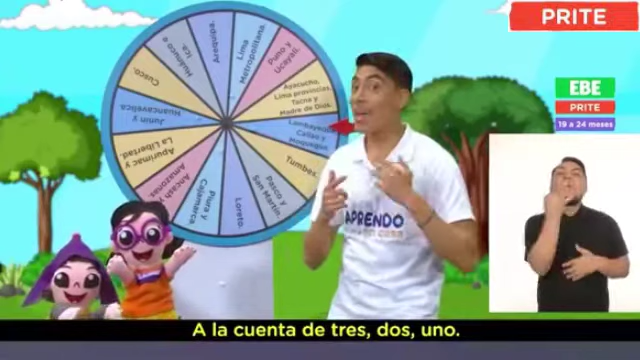 PRITE
EBE
PRITE
19 a 24 meses
Arequipa.
Lima
Metropolitana.
Puno y
Ucayali.
Ayacucho,
Lima provincias,
Tacna y
Madre de Dios.
Lambayeque,
Callao y
Moquegua.
Tumbes.
Pasco y
San Martín.
Loreto.
Piura y
Cajamarca
Áncash y
Amazonas.
Apurímac y
La Libertad.
Junín y
Huancavelica
Cusco.
Huánuco e
Ica.
APRENDO
A la cuenta de tres, dos, uno.